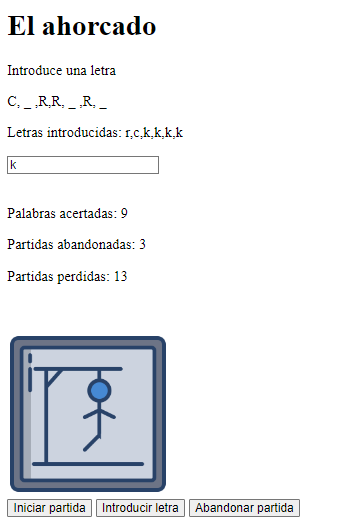 El ahorcado
Introduce una letra
C, _ ,R,R, _ ,R, _
Letras introducidas: r,c,k,k,k,k
k
Palabras acertadas: 9
Partidas abandonadas: 3
Partidas perdidas: 13
Iniciar partida Introducir letra Abandonar partida